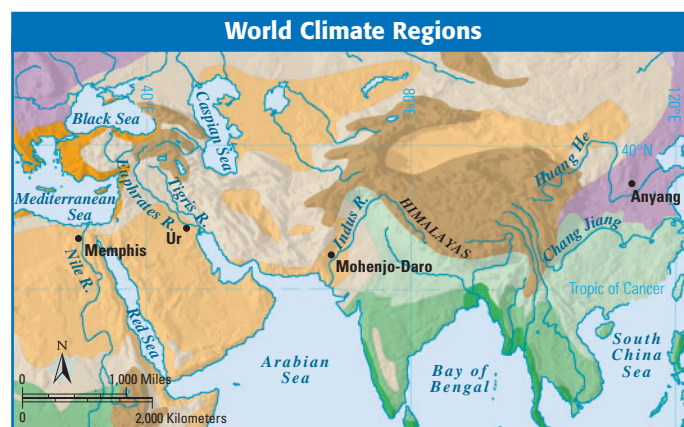 World Climate Regions
40°E
80°E
120°E
Black Sea
Caspian Sea
Huang He
40°N
Mediterranean
Sea
Euphrates R.
Tigris R.
Anyang
Indus R.
HIMALAYAS
Chang Jiang
Ur
Memphis
Mohenjo-Daro
Nile R.
Tropic of Cancer
Red Sea
N
Arabian
Sea
Bay of
Bengal
South
China
Sea
0 1,000 Miles
0 2,000 Kilometers